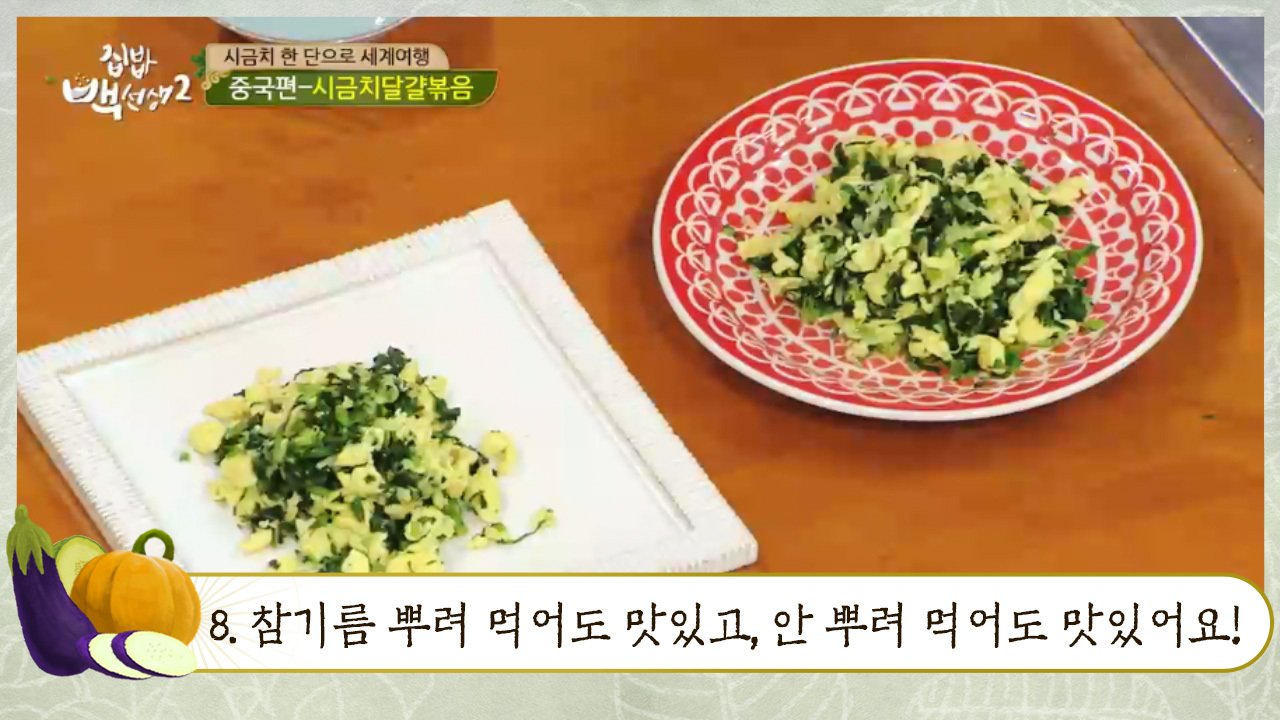 집밥
백선생2
시금치 한 단으로 세계여행
중국편-시금치달걀볶음
8. 참기름 뿌려 먹어도 맛있고, 안 뿌려 먹어도 맛있어요!